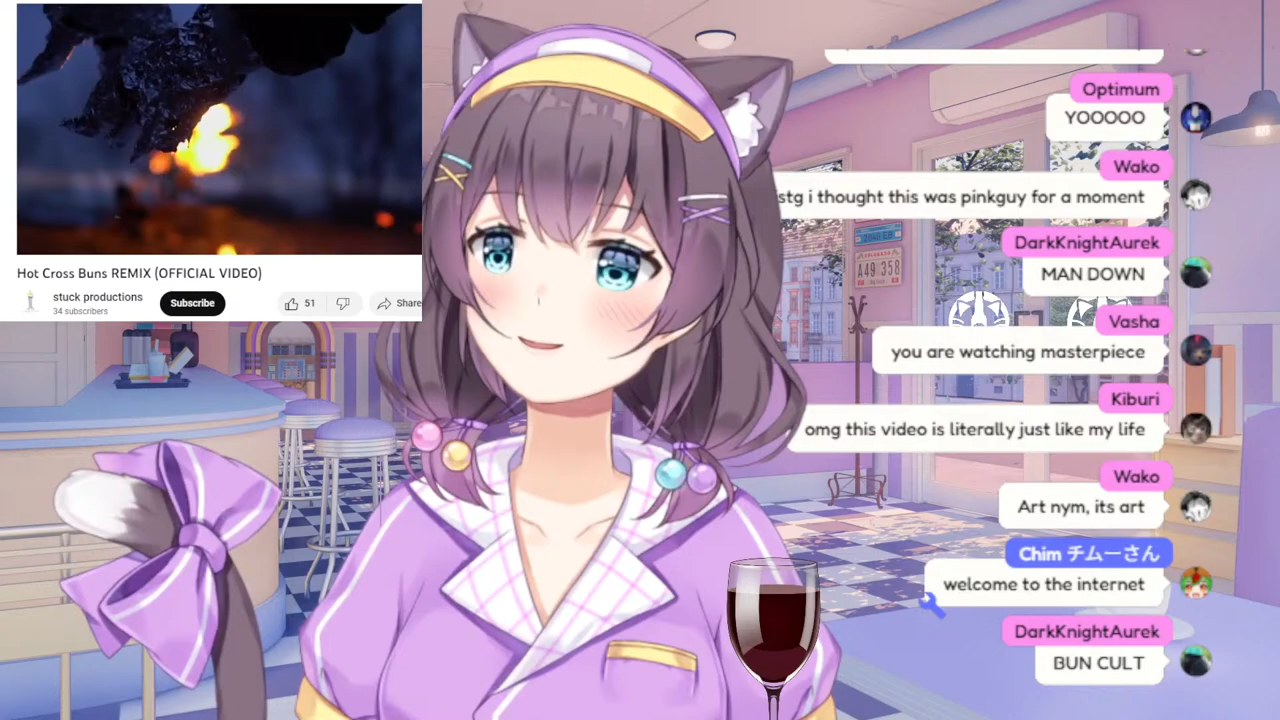 Hot Cross Buns REMIX (OFFICIAL VIDEO)
stuck productions
34 subscribers
Subscribe
51
Share
A49 358
Optimum
YOOOOO
Wako
stg i thought this was pinkguy for a moment
DarkKnightAurek
MAN DOWN
Vasha
you are watching masterpiece
Kiburi
omg this video is literally just like my life
Wako
Art nym, its art
Chim チムーさん
welcome to the internet
DarkKnightAurek
BUN CULT